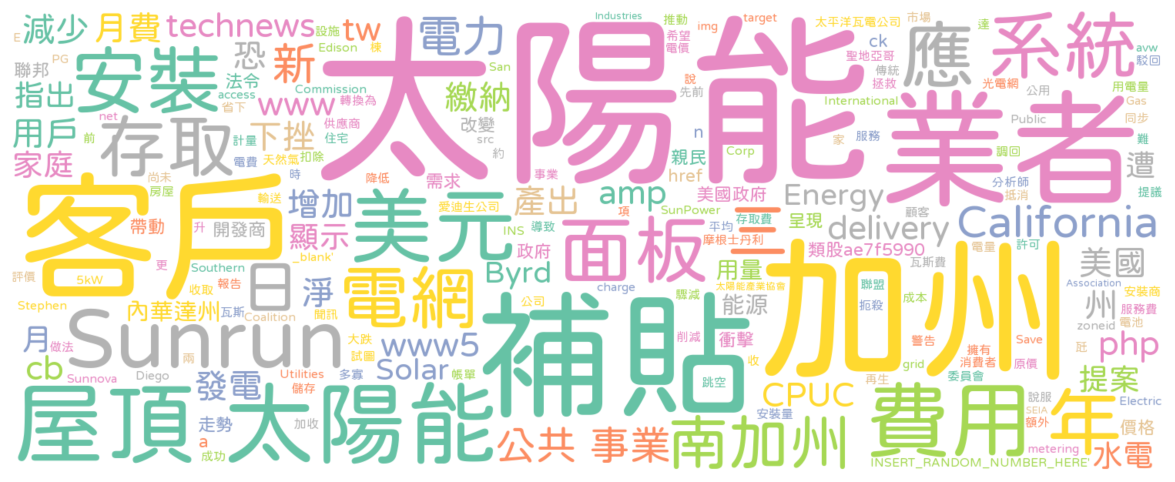 減少 月費 technews
設施 tw
Industries 推動 img target 太平洋瓦電公司 市場 達
E PG Edison 棟 希望 電價
聯邦 恐 新 電力 太陽能 ck 聖地亞哥 應 系統 avw 駁回
指出 安裝 法令 access Commission San 說 先前 傳統 拯救 光電網 用電量
www 轉換為 繳納 International Gas
net 用戶 前 存取 計量 供應商 住宅 下挫 改變 src 約 n Corp Public 公用 同步 業者
家庭 電費 天然氣 扣除 時 親民 家 服務 調回 難 遭
尚未 房屋 降低 需求 事業 href 美國政府 分析師 抵消 提議
客戶 輸送 增加 美元 愛迪生公司 產出 amp SunPower 存取費 三 Energy 顧客
帶動 升 開發商 顯示 項 INS 導致 平均 呈現 delivery California
更 _blank' 政府 面板 摩根士丹利 類股ae7f5990 電量 許可
評價 5kW Southern 收取 報告 日 淨 電網 Byrd 用量 瓦斯費 加州 美國
Stephen 內華達州 瓦斯 公司 charge 太陽能產業協會 能源 聯盟 成本 州 Association 安裝商
Coalition 聞訊 驟減 扼殺 zoneid 電池 服務費
月 做法 Sunrun 大跌 www5 補貼 削減 衝擊 警告 Save php
cb 兩 試圖 收 擁有 原價 瓩
Sunnova Diego Utilities 多寡 Solar 帳單 跳空 再生 grid 消費者 委員會 提案
發電 儲存 CPUC 說服 Electric
屋頂 太陽能 走勢 加收 a 安裝量 費用 年 SEIA 額外 價格
成功 公共 事業 南加州 INSERT_RANDOM_NUMBER_HERE' metering 水電